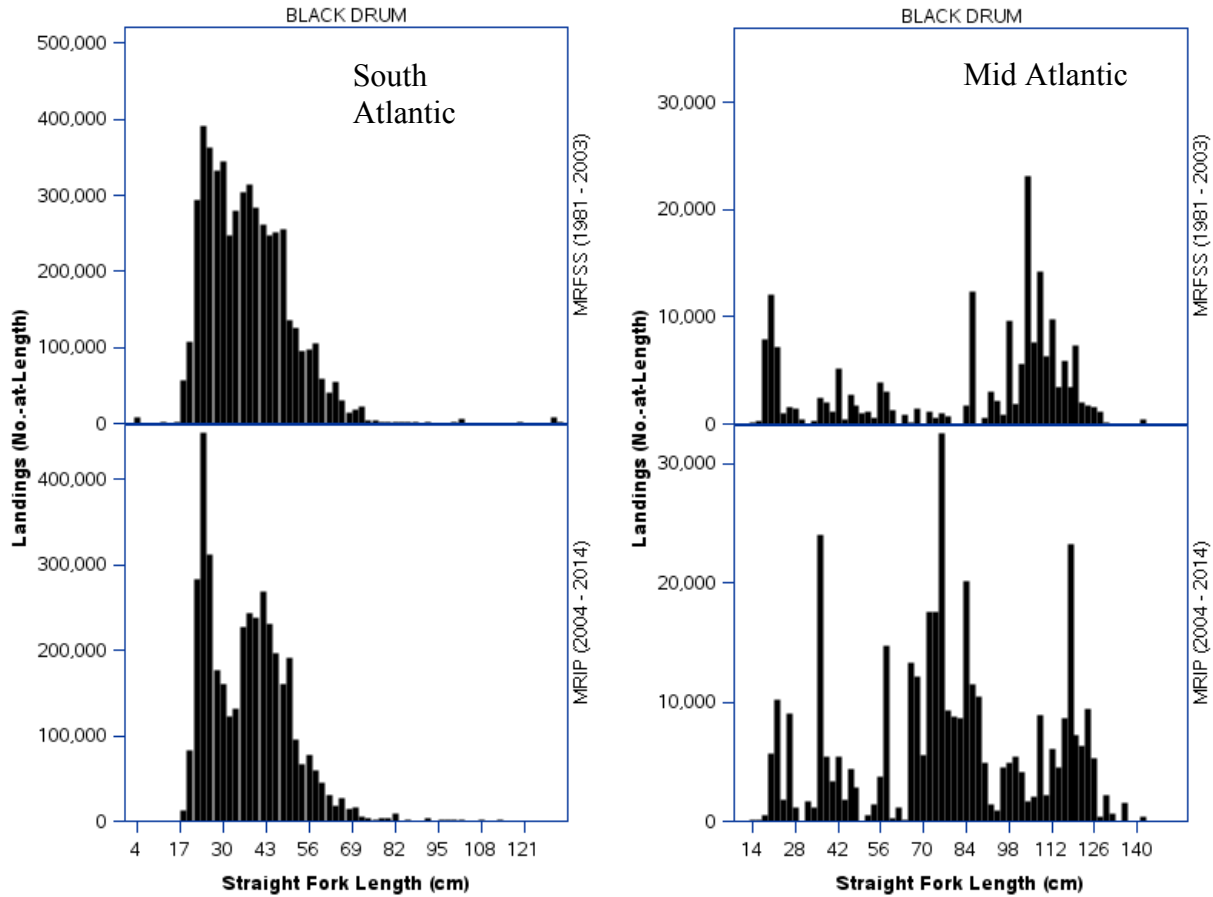 BLACK DRUM
South
Atlantic
500,000
400,000
300,000
200,000
100,000
0
MRFSS (1981 - 2003)
Landings (No.-at-Length)
400,000
300,000
200,000
100,000
0
MRIP (2004 - 2014)
4 17 30 43 56 69 82 95 108 121
Straight Fork Length (cm)
BLACK DRUM
Mid Atlantic
30,000
20,000
10,000
0
MRFSS (1981 - 2003)
Landings (No.-at-Length)
30,000
20,000
10,000
0
MRIP (2004 - 2014)
14 28 42 56 70 84 98 112 126 140
Straight Fork Length (cm)